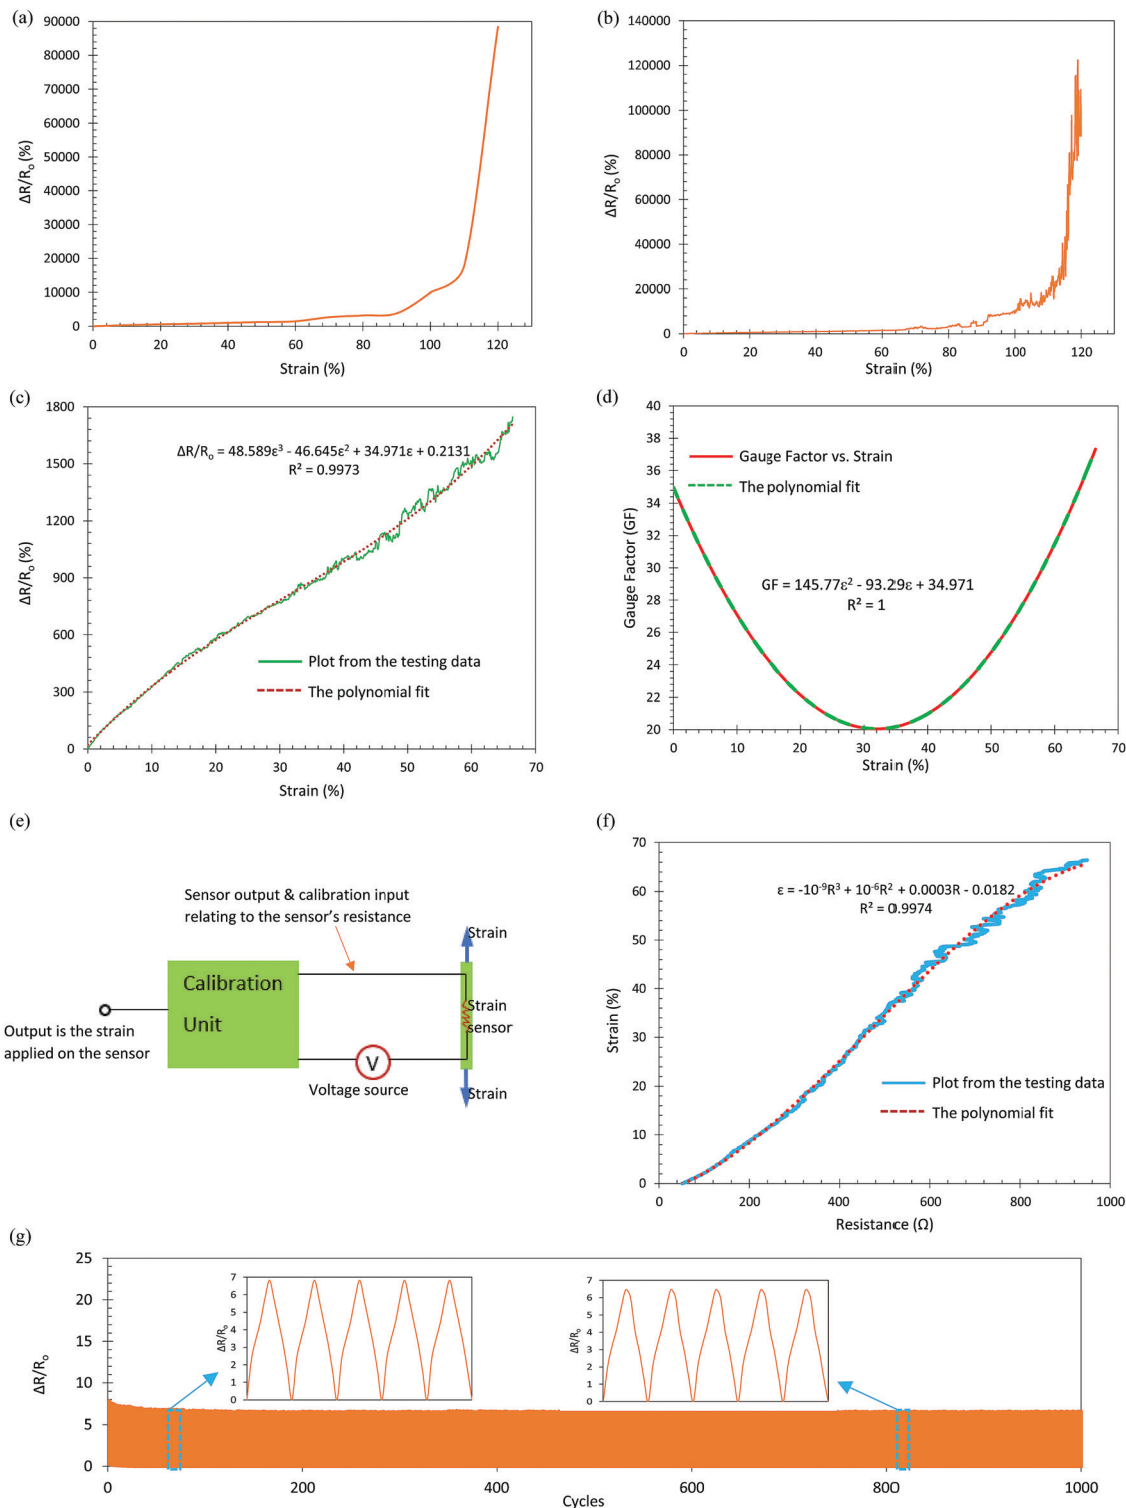 (a)
90000
80000
70000
60000
50000
40000
30000
20000
10000
0
ΔR/Rₒ (%)
0 20 40 60 80 100 120
Strain (%)
(b)
140000
120000
100000
80000
60000
40000
20000
0
ΔR/Rₒ (%)
0 20 40 60 80 100 120
Strain (%)
(c)
1800
1500
1200
900
600
300
0
ΔR/Rₒ (%)
ΔR/Rₒ = 48.589ε³ - 46.645ε² + 34.971ε + 0.2131
R² = 0.9973
Plot from the testing data
The polynomial fit
0 10 20 30 40 50 60 70
Strain (%)
(d)
40
38
36
34
32
30
28
26
24
22
20
Gauge Factor (GF)
Gauge Factor vs. Strain
The polynomial fit
GF = 145.77ε² - 93.29ε + 34.971
R² = 1
0 10 20 30 40 50 60 70
Strain (%)
(e)
Sensor output & calibration input
relating to the sensor's resistance
Strain
Calibration
Unit
Strain
sensor
Output is the strain
applied on the sensor
V
Voltage source
Strain
(f)
70
60
50
40
30
20
10
0
Strain (%)
ε = -10⁻⁹R³ + 10⁻⁶R² + 0.0003R - 0.0182
R² = 0.9974
Plot from the testing data
The polynomial fit
0 200 400 600 800 1000
Resistance (Ω)
(g)
25
20
15
10
5
0
ΔR/Rₒ
7
6
5
4
3
2
1
0
ΔR/Rₒ
7
6
5
4
3
2
1
0
ΔR/Rₒ
0 200 400 600 800 1000
Cycles